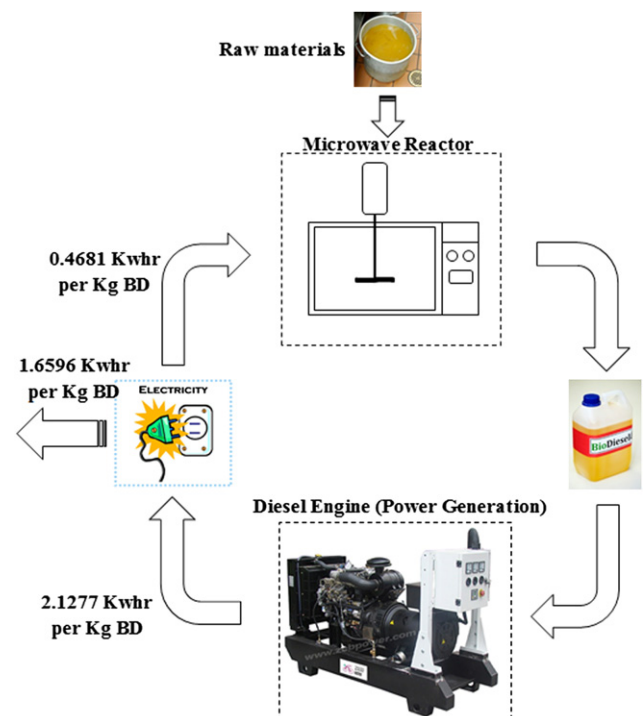 Raw materials
Microwave Reactor
0.4681 Kwhr
per Kg BD
1.6596 Kwhr
per Kg BD
ELECTRICITY
BioDiesel
Diesel Engine (Power Generation)
2.1277 Kwhr
per Kg BD